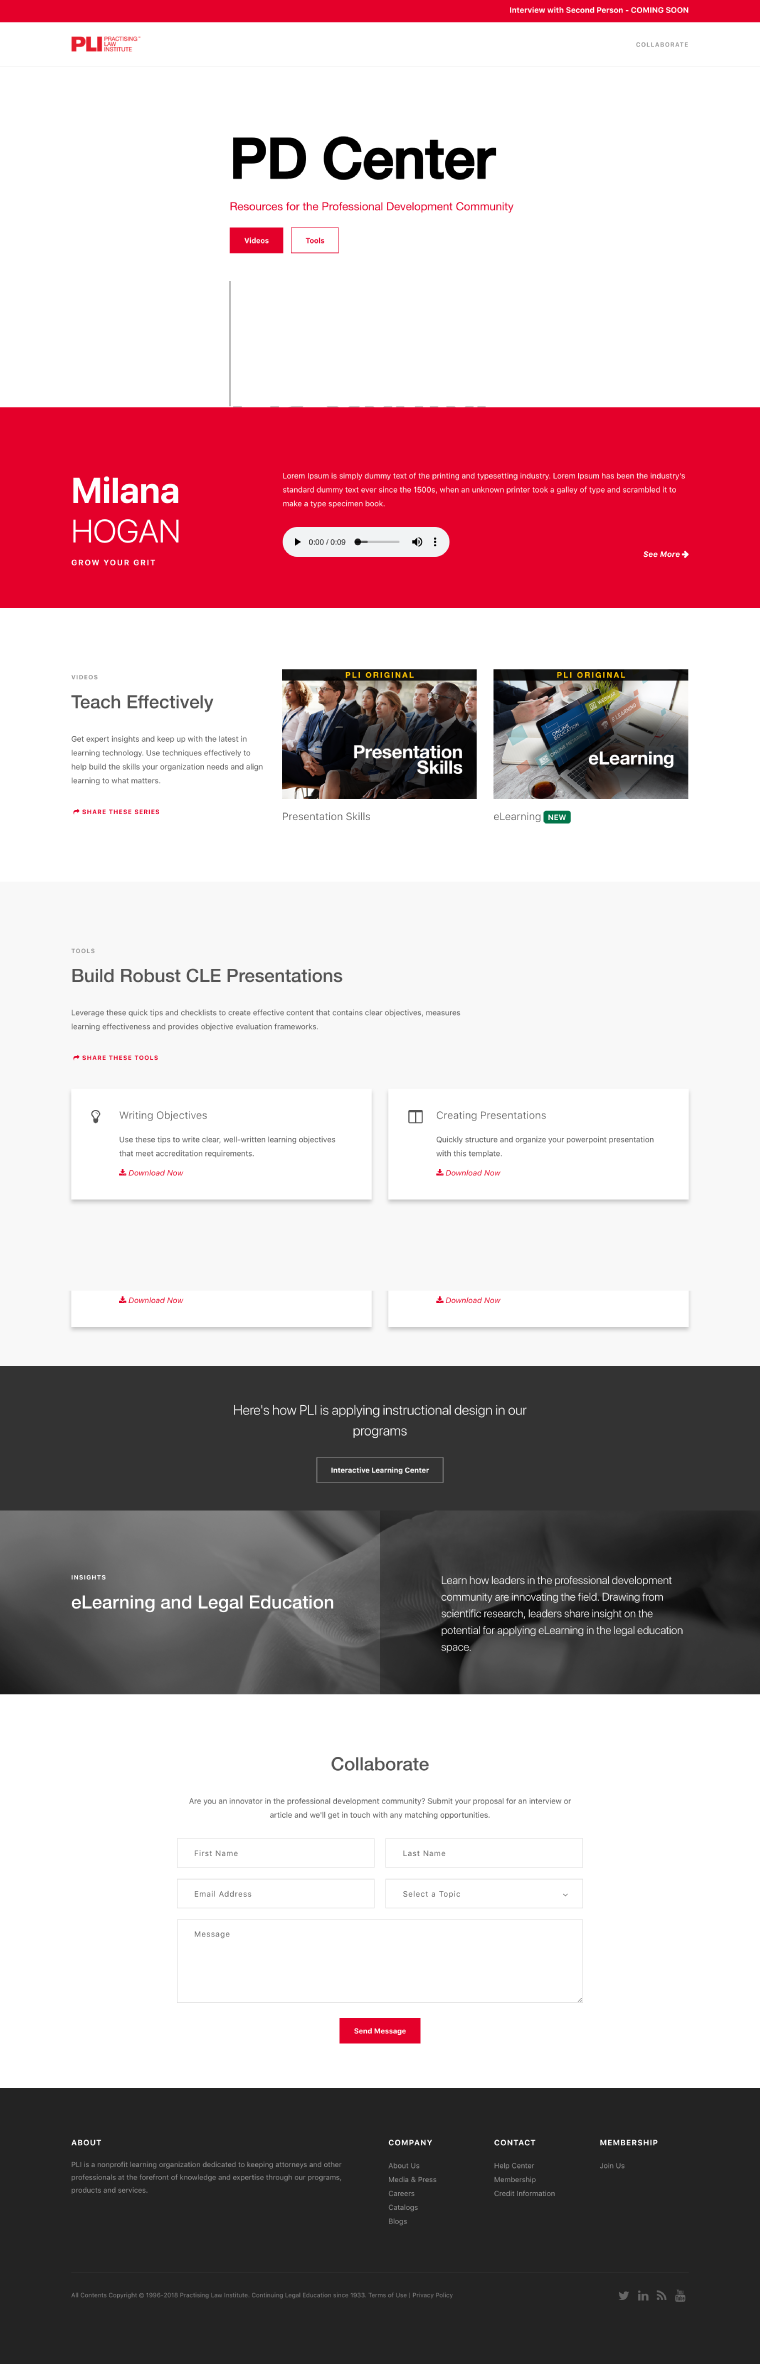 Interview with Second Person - COMING SOON
PLI PRACTISING
LAW
INSTITUTE
COLLABORATE
PD Center
Resources for the Professional Development Community
Videos
Tools
Milana
HOGAN
GROW YOUR GRIT
Lorem Ipsum is simply dummy text of the printing and typesetting industry. Lorem Ipsum has been the industry's
standard dummy text ever since the 1500s, when an unknown printer took a galley of type and scrambled it to
make a type specimen book.
0:00 / 0:09
See More
VIDEOS
Teach Effectively
Get expert insights and keep up with the latest in
learning technology. Use techniques effectively to
help build the skills your organization needs and align
learning to what matters.
SHARE THESE SERIES
PLI ORIGINAL
Presentation
Skills
Presentation Skills
PLI ORIGINAL
ONLINE
EDUCATION
WEBINAR
E-LEARNING
eLearning
eLearning NEW
TOOLS
Build Robust CLE Presentations
Leverage these quick tips and checklists to create effective content that contains clear objectives, measures
learning effectiveness and provides objective evaluation frameworks.
SHARE THESE TOOLS
Writing Objectives
Use these tips to write clear, well-written learning objectives
that meet accreditation requirements.
Download Now
Creating Presentations
Quickly structure and organize your powerpoint presentation
with this template.
Download Now
Download Now
Download Now
Here's how PLI is applying instructional design in our
programs
Interactive Learning Center
INSIGHTS
eLearning and Legal Education
Learn how leaders in the professional development
community are innovating the field. Drawing from
scientific research, leaders share insight on the
potential for applying eLearning in the legal education
space.
Collaborate
Are you an innovator in the professional development community? Submit your proposal for an interview or
article and we'll get in touch with any matching opportunities.
First Name
Last Name
Email Address
Select a Topic
Message
Send Message
ABOUT
PLI is a nonprofit learning organization dedicated to keeping attorneys and other
professionals at the forefront of knowledge and expertise through our programs,
products and services.
COMPANY
About Us
Media & Press
Careers
Catalogs
Blogs
CONTACT
Help Center
Membership
Credit Information
MEMBERSHIP
Join Us
All Contents Copyright © 1996-2018 Practising Law Institute. Continuing Legal Education since 1933. Terms of Use | Privacy Policy